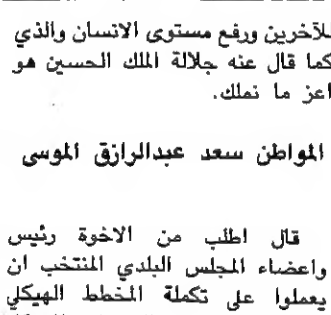 للآخرين ورفع مستوى الانسان والذي
كما قال عنه جلالة الملك الحسين هو
اعز ما نملك.
المواطن سعد عبدالرازق الموسى
قال اطلب من الاخوة رئيس
واعضاء المجلس البلدي المنتخب ان
يعملوا على تكملة المخطط الهيكلي